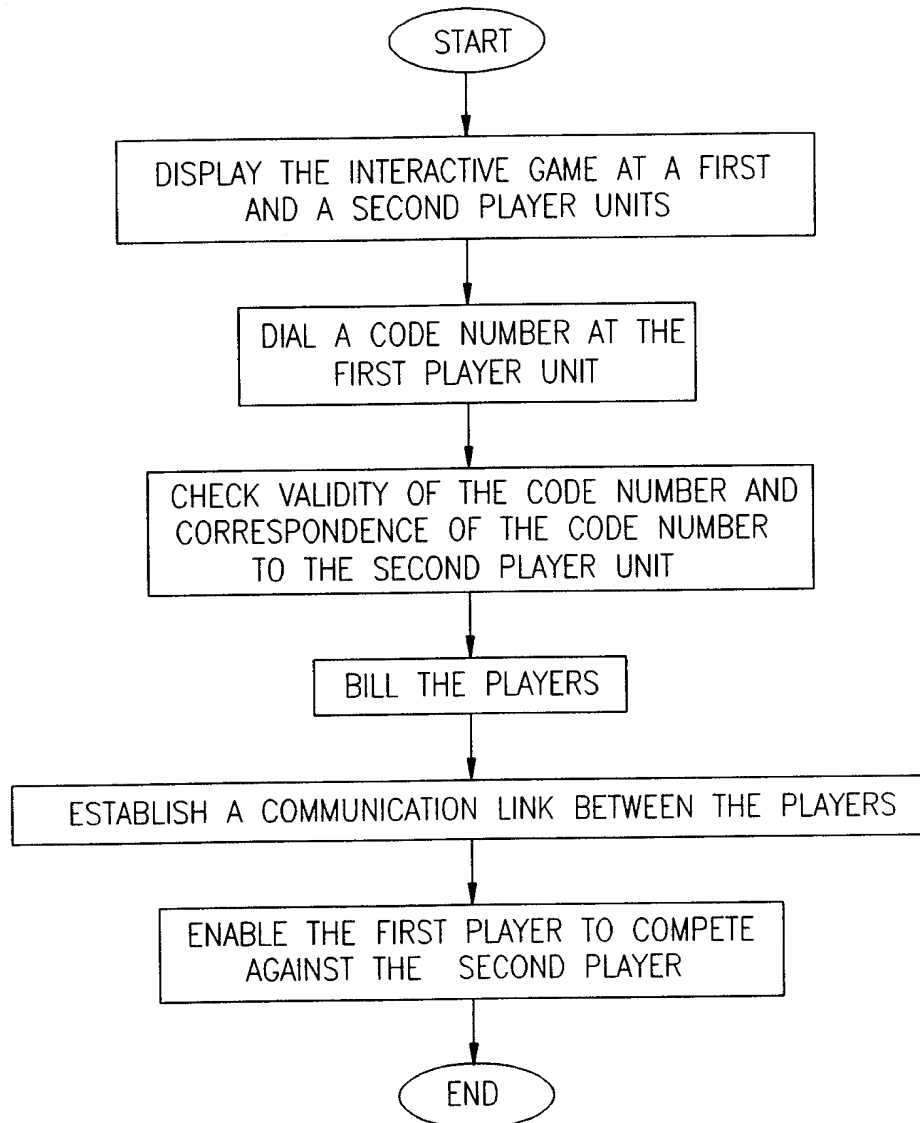 START
DISPLAY THE INTERACTIVE GAME AT A FIRST
AND A SECOND PLAYER UNITS
DIAL A CODE NUMBER AT THE
FIRST PLAYER UNIT
CHECK VALIDITY OF THE CODE NUMBER AND
CORRESPONDENCE OF THE CODE NUMBER
TO THE SECOND PLAYER UNIT
BILL THE PLAYERS
ESTABLISH A COMMUNICATION LINK BETWEEN THE PLAYERS
ENABLE THE FIRST PLAYER TO COMPETE
AGAINST THE SECOND PLAYER
END